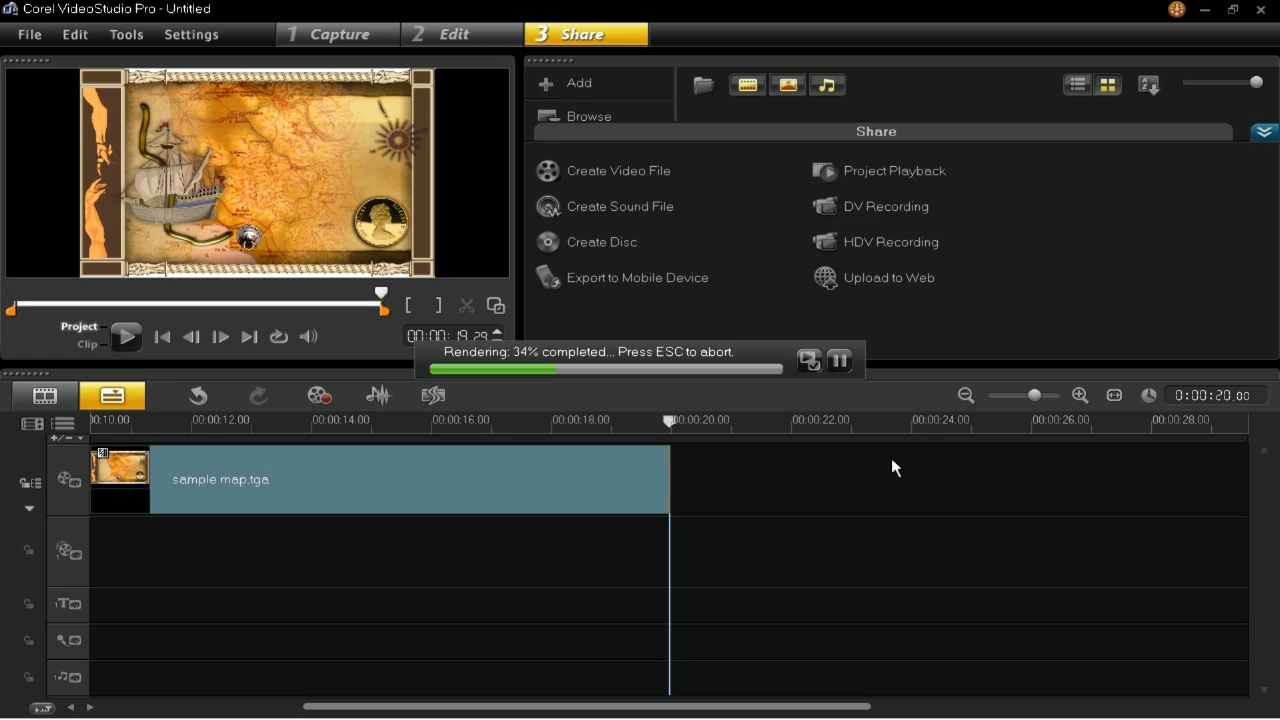 Corel VideoStudio Pro - Untitled
File Edit Tools Settings 1 Capture 2 Edit 3 Share
Add
Browse
Share
Create Video File Project Playback
Create Sound File DV Recording
Create Disc HDV Recording
Export to Mobile Device Upload to Web
Project
Clip
00:00:19.29
Rendering: 34% completed... Press ESC to abort.
0:00:20.00
00:00:12.00 00:00:14.00 00:00:16.00 00:00:18.00 00:00:20.00 00:00:22.00 00:00:24.00 00:00:26.00 00:00:28.00
sample map.tga